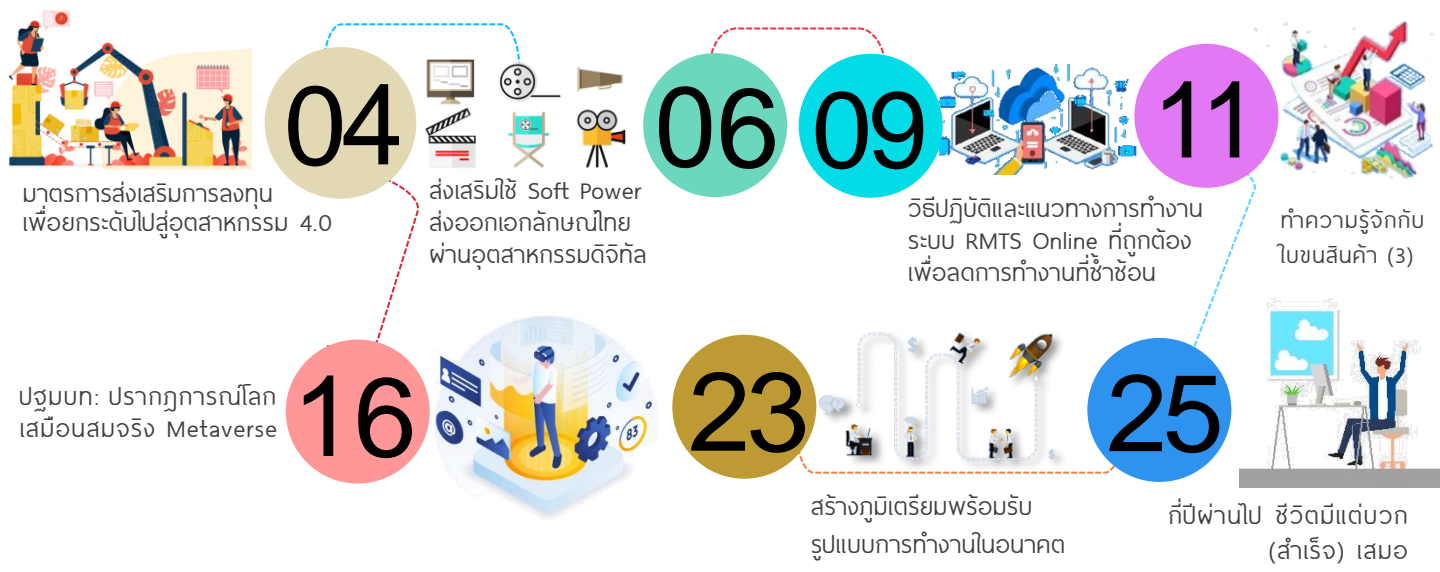 04
มาตรการส่งเสริมการลงทุน
เพื่อยกระดับไปสู่อุตสาหกรรม 4.0
06
ส่งเสริมใช้ Soft Power
ส่งออกเอกลักษณ์ไทย
ผ่านอุตสาหกรรมดิจิทัล
09
วิธีปฏิบัติและแนวทางการทำงาน
ระบบ RMTS Online ที่ถูกต้อง
เพื่อลดการทำงานที่ซ้ำซ้อน
11
ทำความรู้จักกับ
ใบขนสินค้า (3)
16
ปฐมบท: ปรากฏการณ์โลก
เสมือนสมจริง Metaverse
@
83
23
สร้างภูมิเตรียมพร้อมรับ
รูปแบบการทำงานในอนาคต
$
$
25
กี่ปีผ่านไป ชีวิตมีแต่บวก
(สำเร็จ) เสมอ